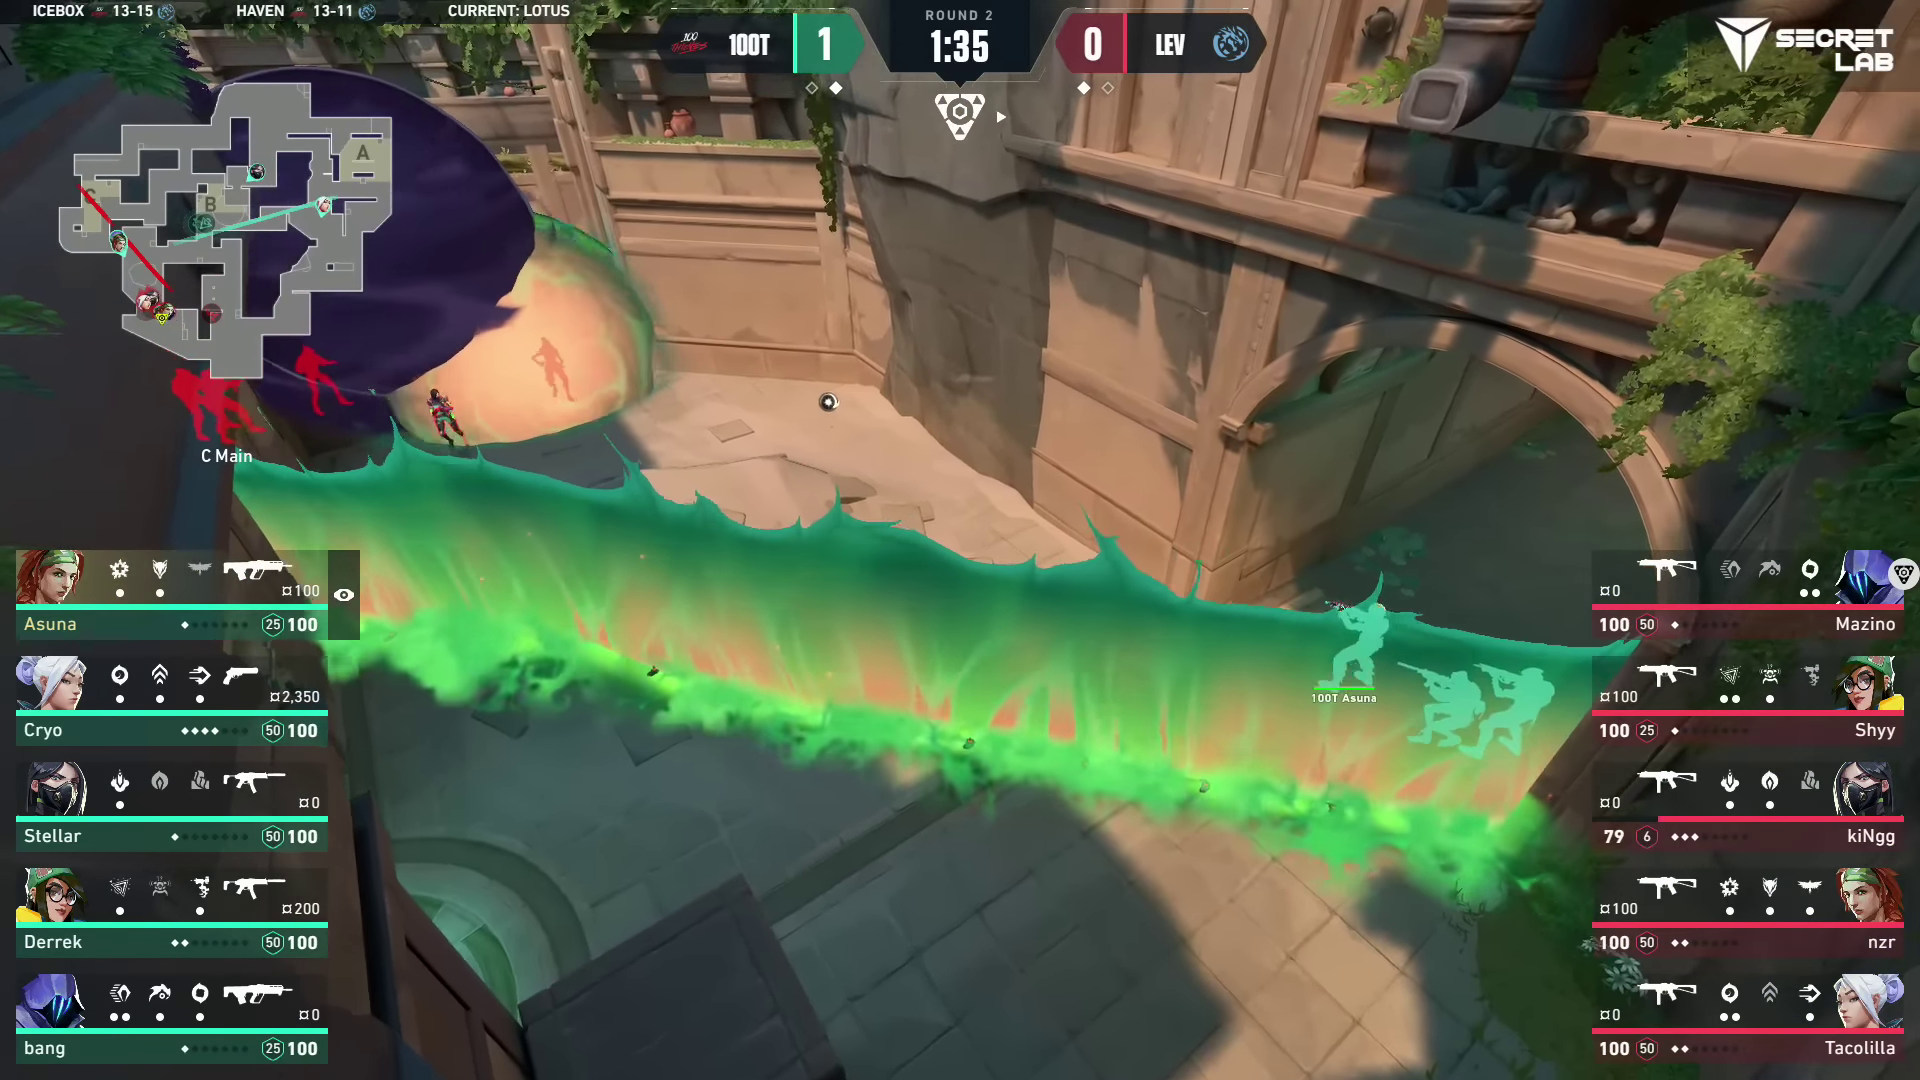 ICEBOX 13-15 HAVEN 13-11 CURRENT: LOTUS
ROUND 2
100 THIEVES 100T 1 1:35 0 LEV
SECRET LAB
A
B
C
C Main
100T Asuna
¤100
Asuna 25 100
¤2,350
Cryo 50 100
¤0
Stellar 50 100
¤200
Derrek 50 100
¤0
bang 25 100
¤0
100 50 Mazino
¤100
100 25 Shyy
¤0
79 6 kiNgg
¤100
100 50 nzr
¤0
100 50 Tacolilla